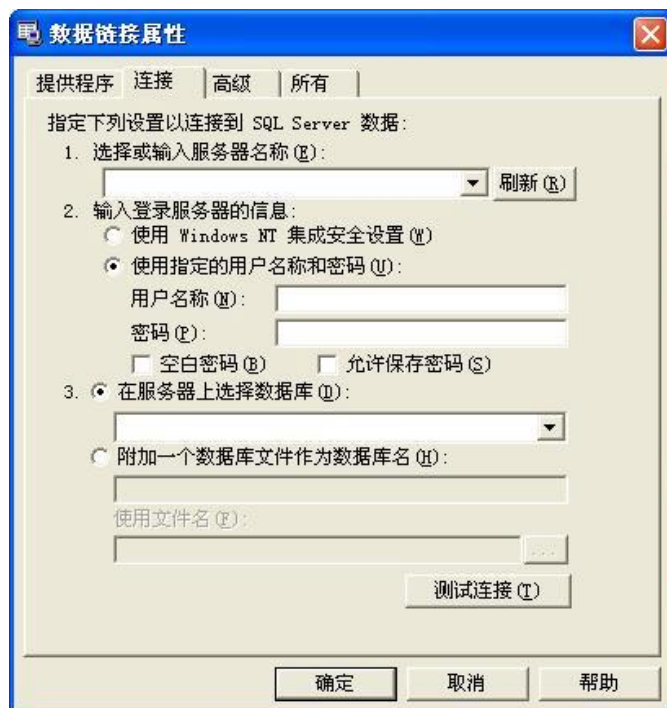 数据链接属性
提供程序 连接 高级 所有
指定下列设置以连接到 SQL Server 数据:
1. 选择或输入服务器名称(E):
刷新(R)
2. 输入登录服务器的信息:
使用 Windows NT 集成安全设置(W)
使用指定的用户名称和密码(U):
用户名称(N):
密码(P):
空白密码(B) 允许保存密码(S)
3. 在服务器上选择数据库(D):
附加一个数据库文件作为数据库名(H):
使用文件名(F):
...
测试连接(T)
确定 取消 帮助